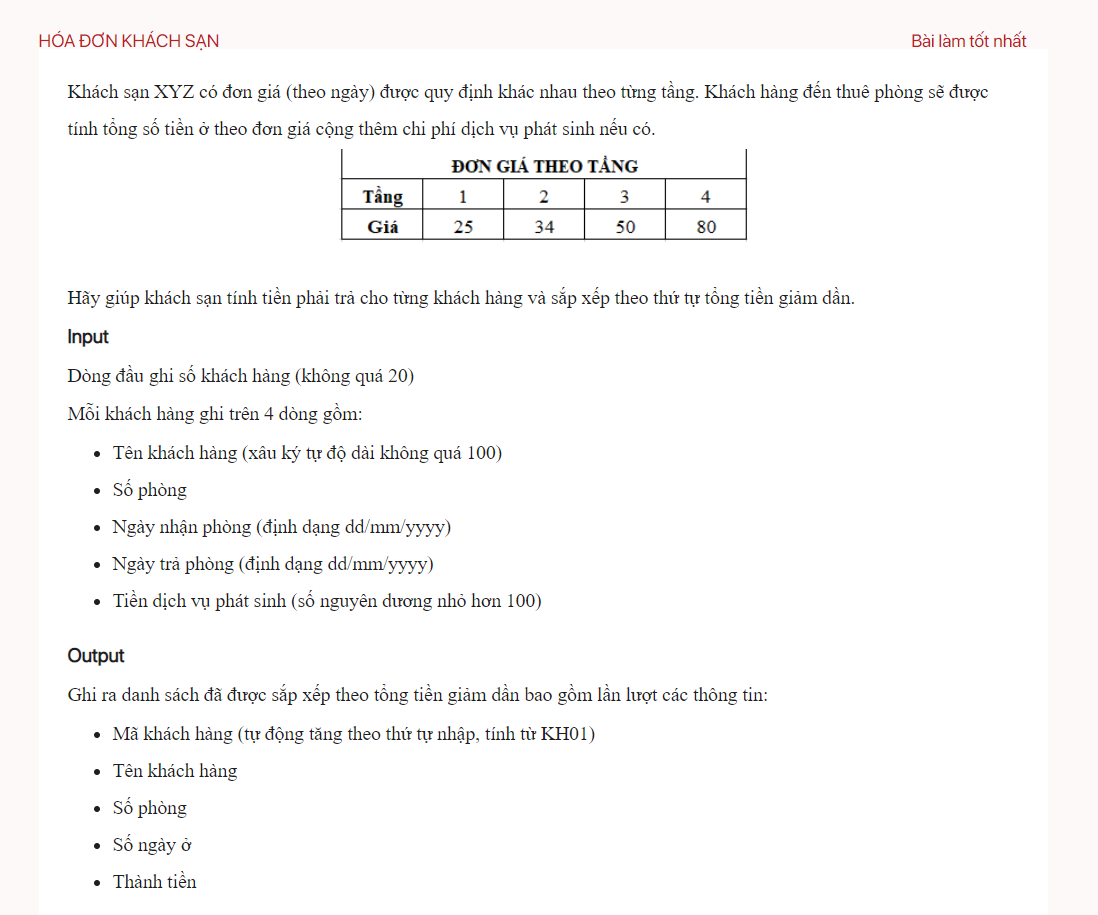 HÓA ĐƠN KHÁCH SẠN
Bài làm tốt nhất
Khách sạn XYZ có đơn giá (theo ngày) được quy định khác nhau theo từng tầng. Khách hàng đến thuê phòng sẽ được
tính tổng số tiền ở theo đơn giá cộng thêm chi phí dịch vụ phát sinh nếu có.
ĐƠN GIÁ THEO TẦNG
Tầng 1 2 3 4
Giá 25 34 50 80
Hãy giúp khách sạn tính tiền phải trả cho từng khách hàng và sắp xếp theo thứ tự tổng tiền giảm dần.
Input
Dòng đầu ghi số khách hàng (không quá 20)
Mỗi khách hàng ghi trên 4 dòng gồm:
• Tên khách hàng (xâu ký tự độ dài không quá 100)
• Số phòng
• Ngày nhận phòng (định dạng dd/mm/yyyy)
• Ngày trả phòng (định dạng dd/mm/yyyy)
• Tiền dịch vụ phát sinh (số nguyên dương nhỏ hơn 100)
Output
Ghi ra danh sách đã được sắp xếp theo tổng tiền giảm dần bao gồm lần lượt các thông tin:
• Mã khách hàng (tự động tăng theo thứ tự nhập, tính từ KH01)
• Tên khách hàng
• Số phòng
• Số ngày ở
• Thành tiền